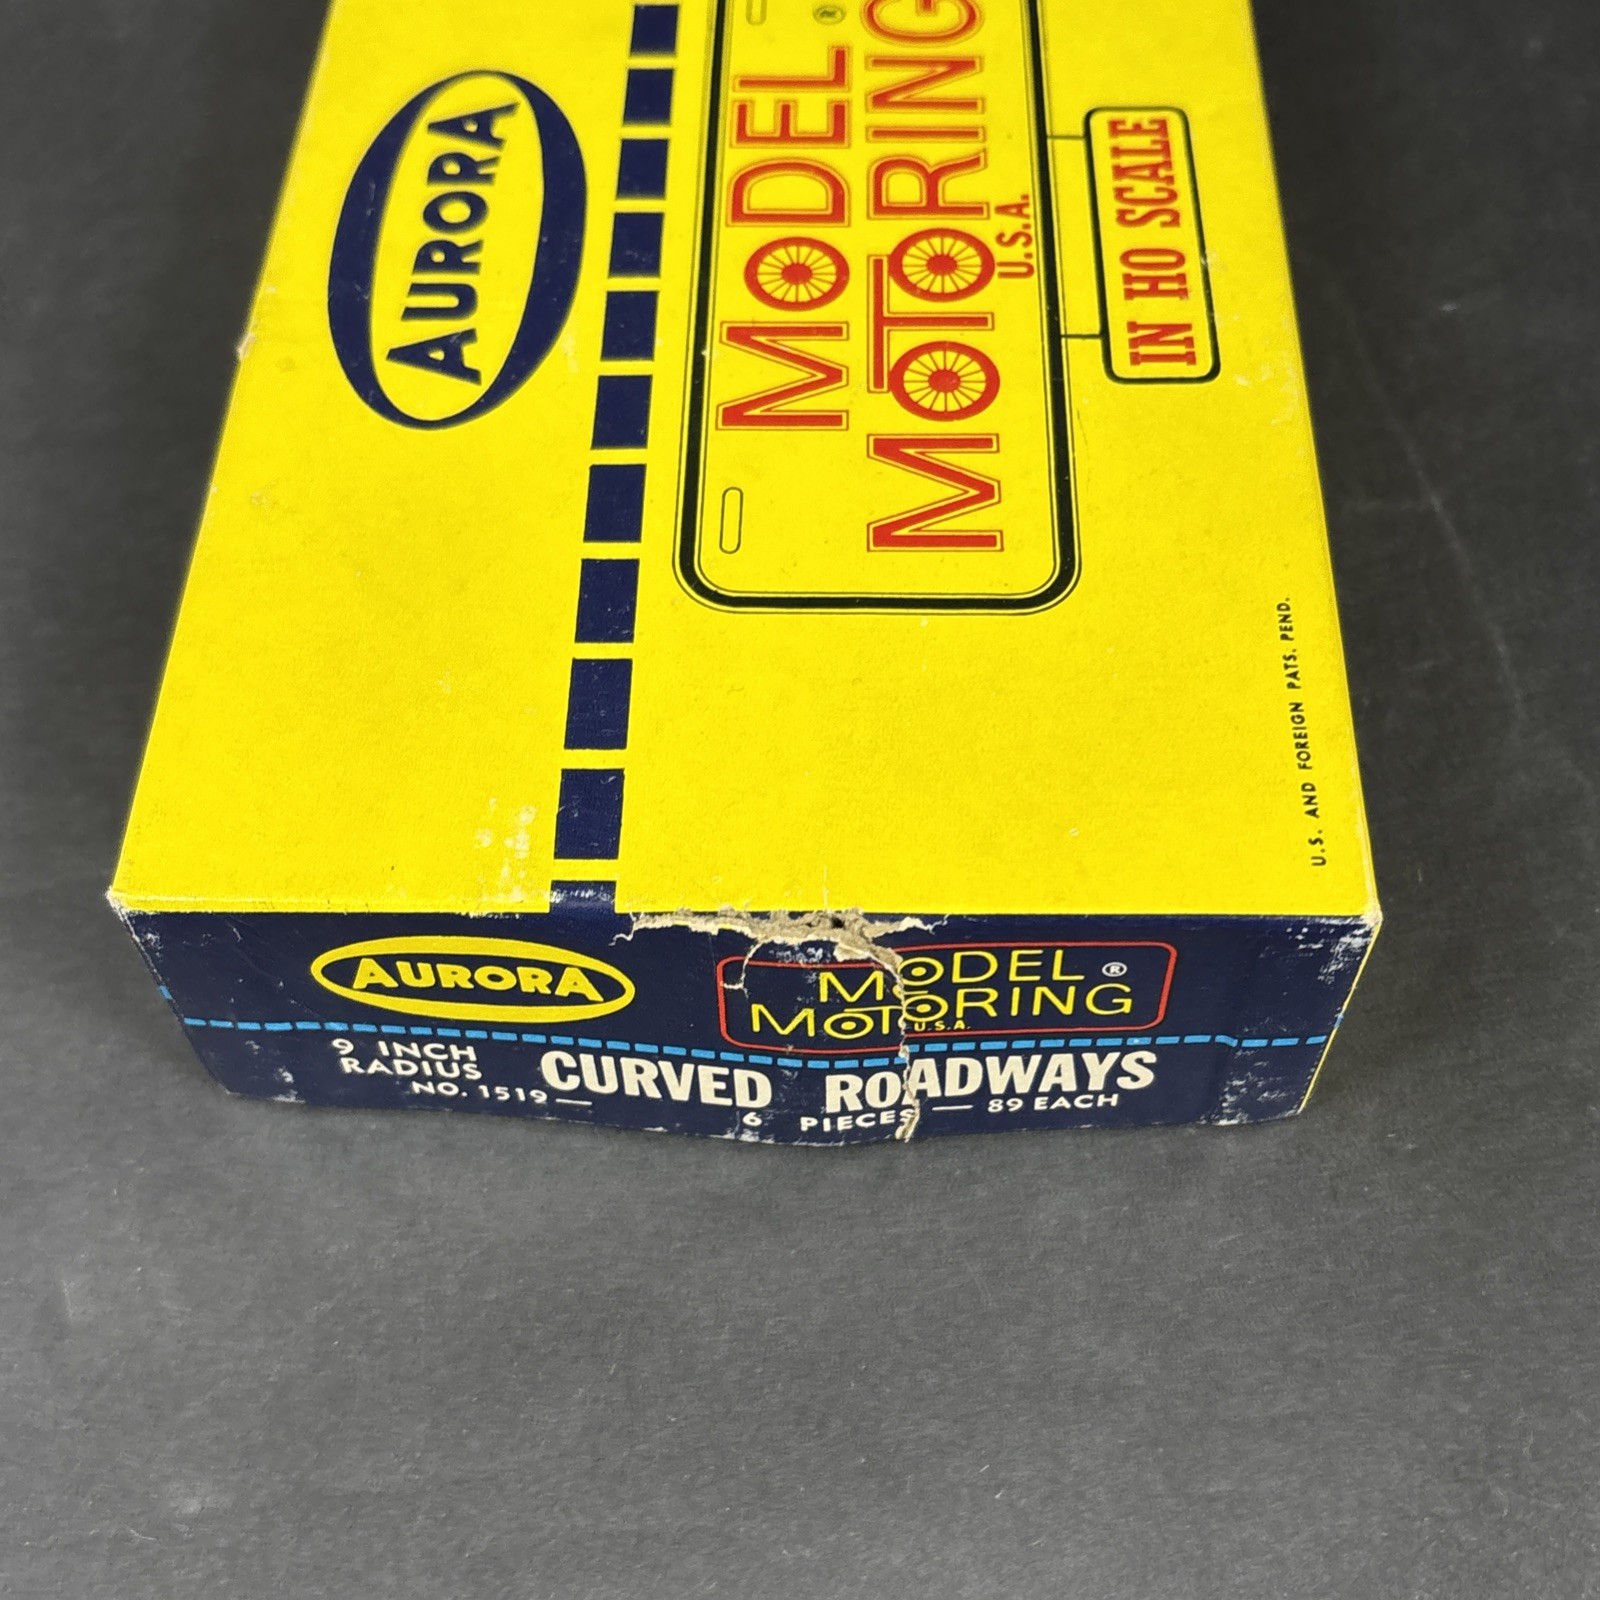 AURORA
MODEL ®
MOTORING
U.S.A.
IN HO SCALE
U.S. AND FOREIGN PATS. PEND.
AURORA
MODEL ®
MOTORING
U.S.A.
9 INCH
RADIUS
CURVED ROADWAYS
NO. 1519 — 6 PIECES — 89 EACH